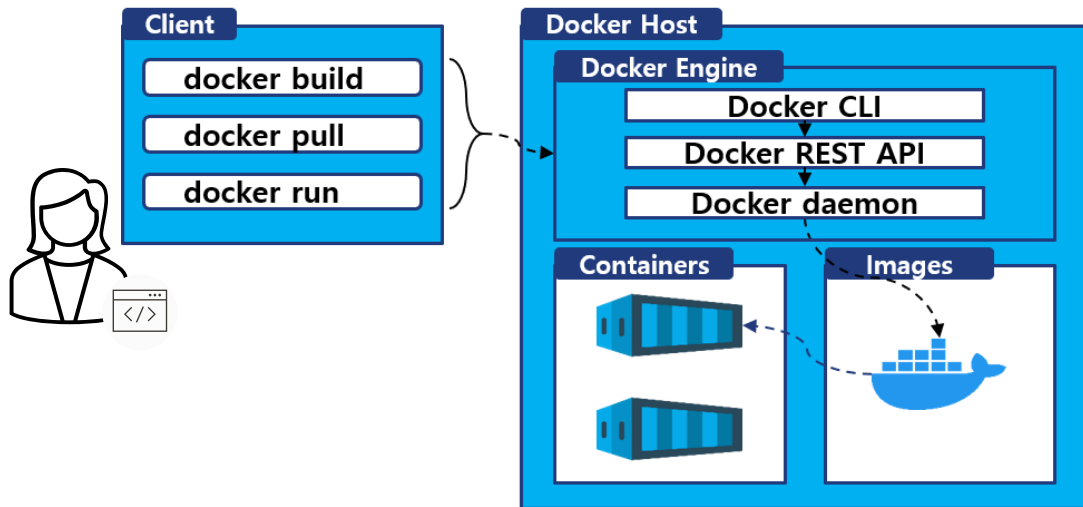 Client
docker build
docker pull
docker run
</>
Docker Host
Docker Engine
Docker CLI
Docker REST API
Docker daemon
Containers
Images